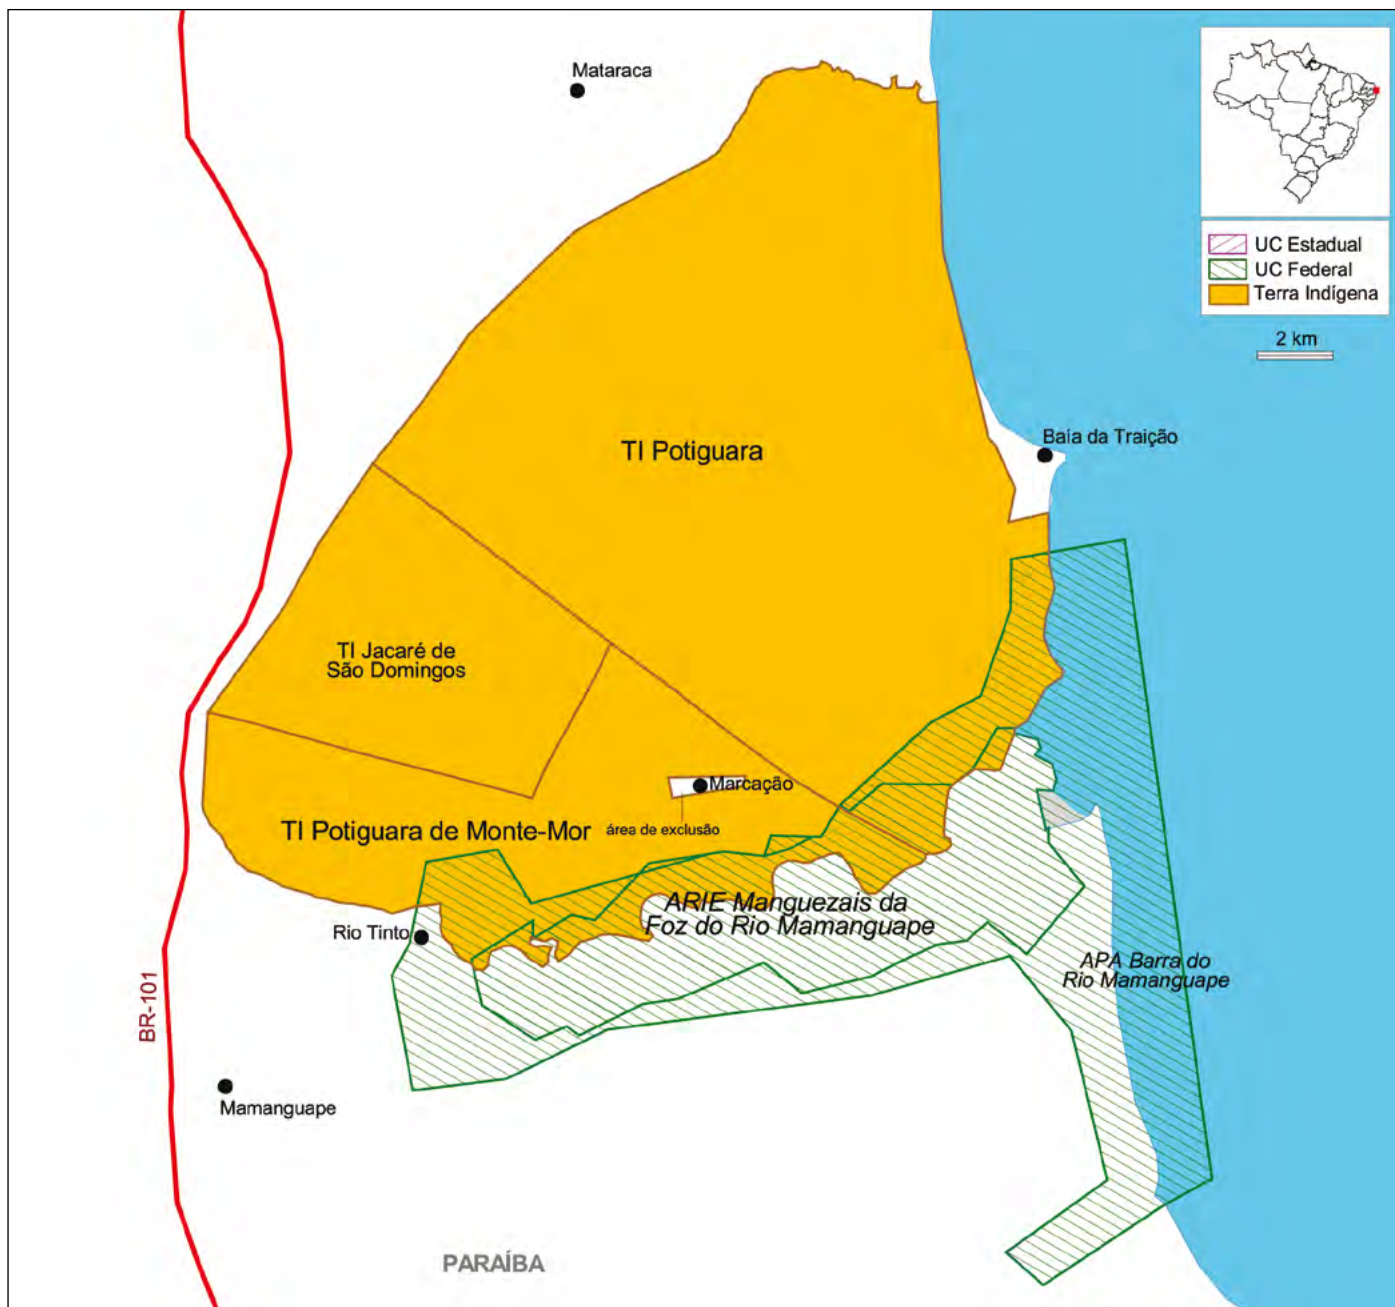 Mataraca
UC Estadual
UC Federal
Terra Indígena
2 km
Baía da Traição
TI Potiguara
TI Jacaré de
São Domingos
Marcação
TI Potiguara de Monte-Mor
área de exclusão
ARIE Manguezais da
Foz do Rio Mamanguape
Rio Tinto
APA Barra do
Rio Mamanguape
BR-101
Mamanguape
PARAÍBA